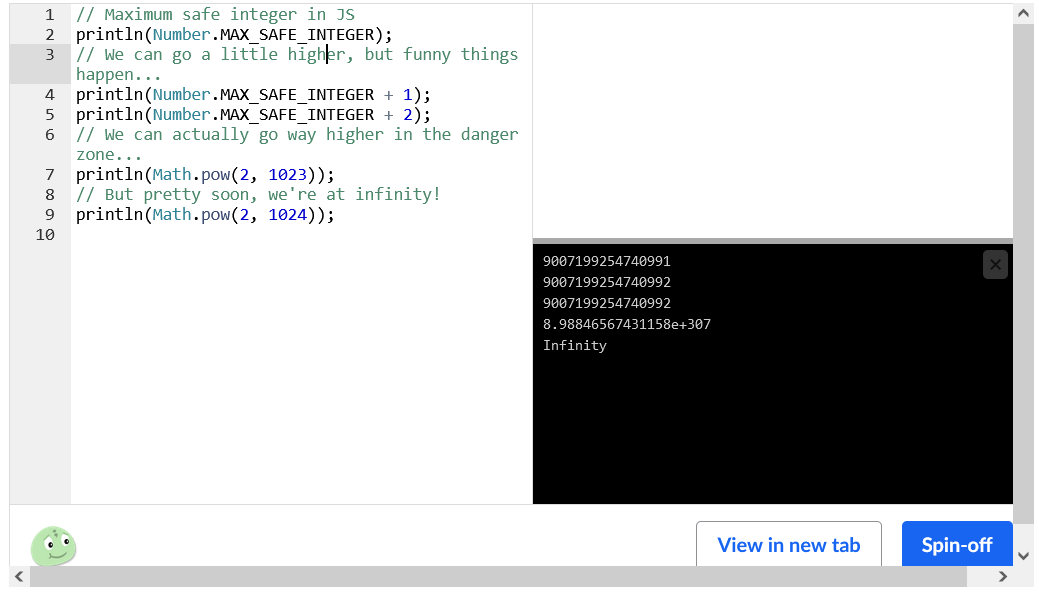 1 // Maximum safe integer in JS
2 println(Number.MAX_SAFE_INTEGER);
3 // We can go a little higher, but funny things
happen...
4 println(Number.MAX_SAFE_INTEGER + 1);
5 println(Number.MAX_SAFE_INTEGER + 2);
6 // We can actually go way higher in the danger
zone...
7 println(Math.pow(2, 1023));
8 // But pretty soon, we're at infinity!
9 println(Math.pow(2, 1024));
10
9007199254740991
9007199254740992
9007199254740992
8.98846567431158e+307
Infinity
View in new tab
Spin-off